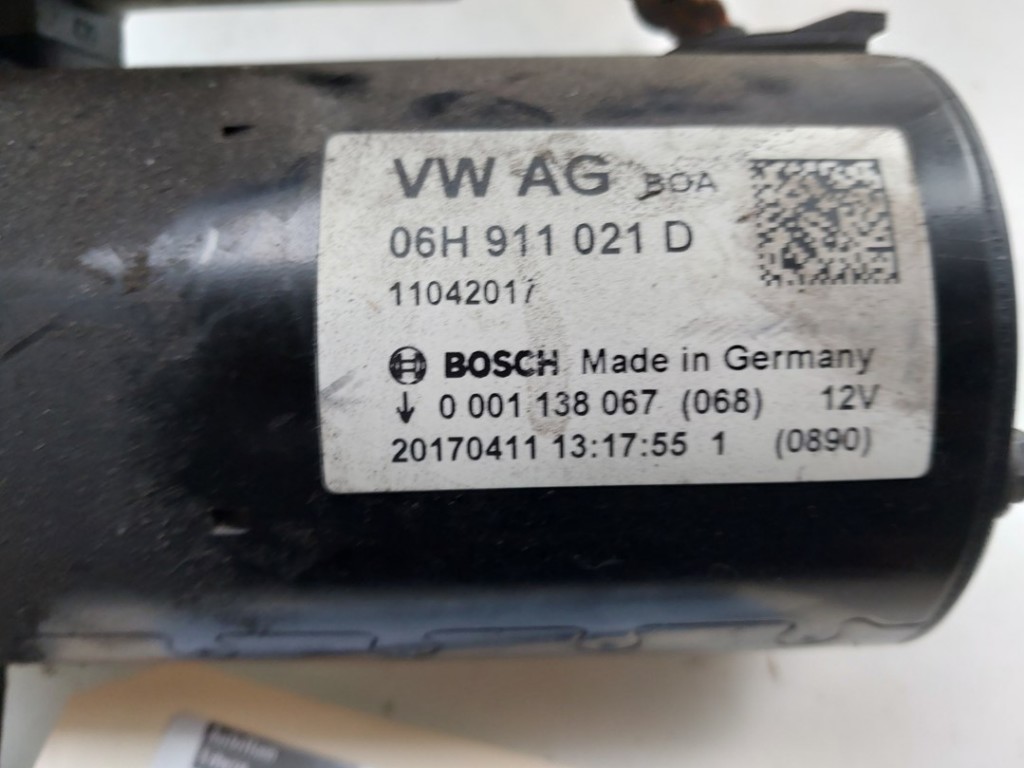 VW AG BOA
06H 911 021 D
11042017
BOSCH Made in Germany
0 001 138 067 (068) 12V
20170411 13:17:55 1 (0890)